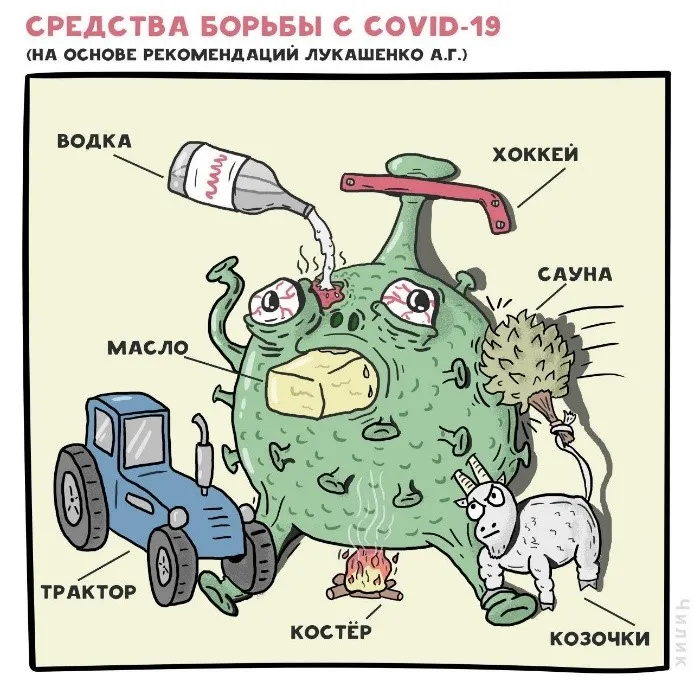 СРЕДСТВА БОРЬБЫ С COVID-19
(НА ОСНОВЕ РЕКОМЕНДАЦИЙ ЛУКАШЕНКО А.Г.)
ВОДКА
ХОККЕЙ
САУНА
МАСЛО
ТРАКТОР
КОСТЁР
КОЗОЧКИ
Чилик